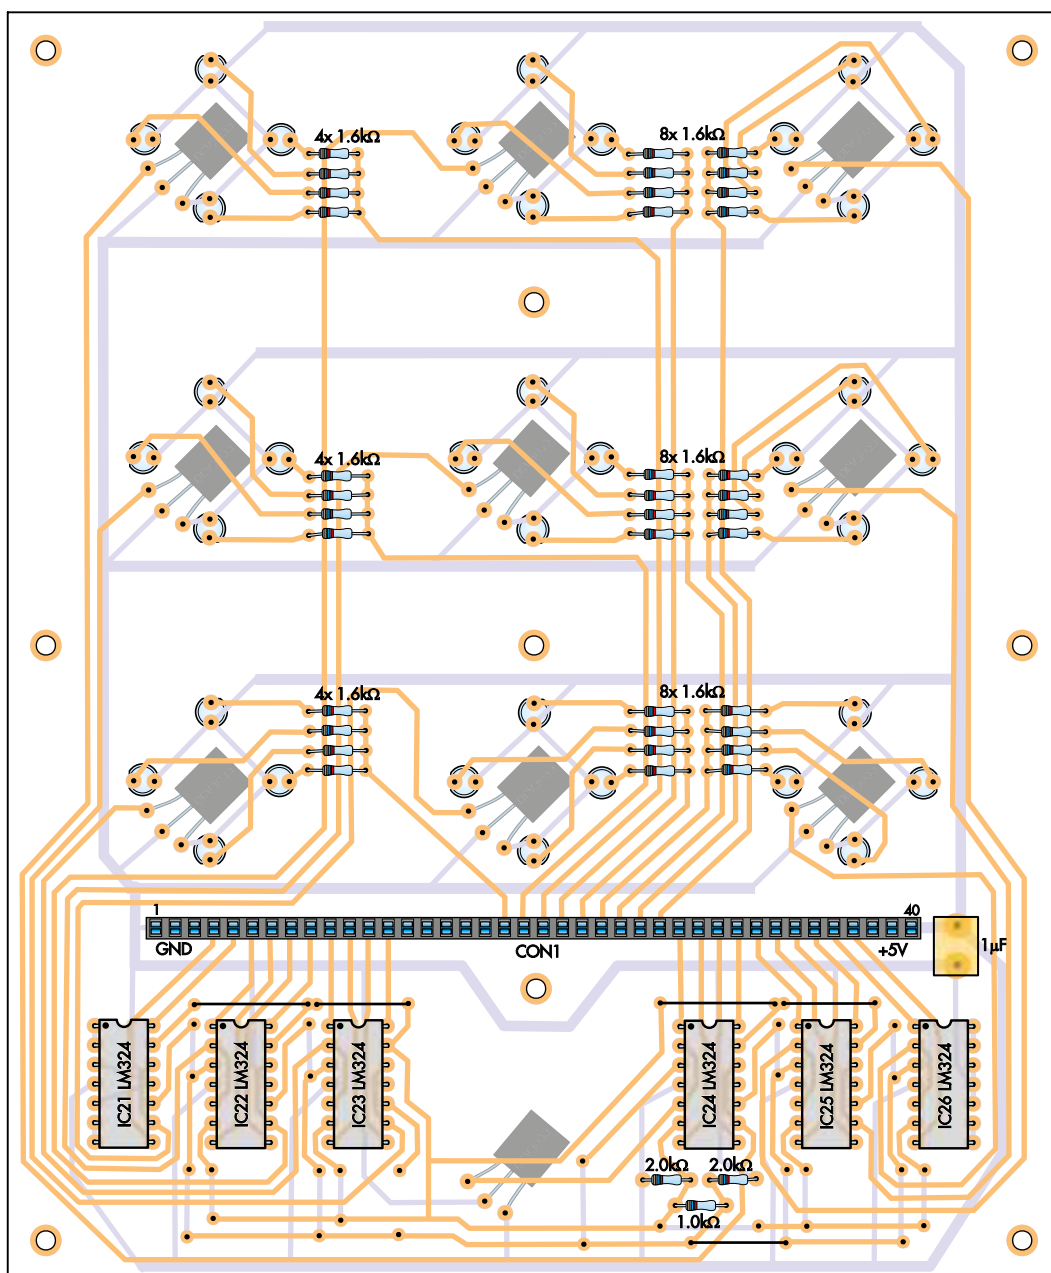 4x 1.6kΩ
8x 1.6kΩ
4x 1.6kΩ
8x 1.6kΩ
4x 1.6kΩ
8x 1.6kΩ
1
40
GND
CON1
+5V
1µF
IC21 LM324
IC22 LM324
IC23 LM324
IC24 LM324
IC25 LM324
IC26 LM324
2.0kΩ
2.0kΩ
1.0kΩ